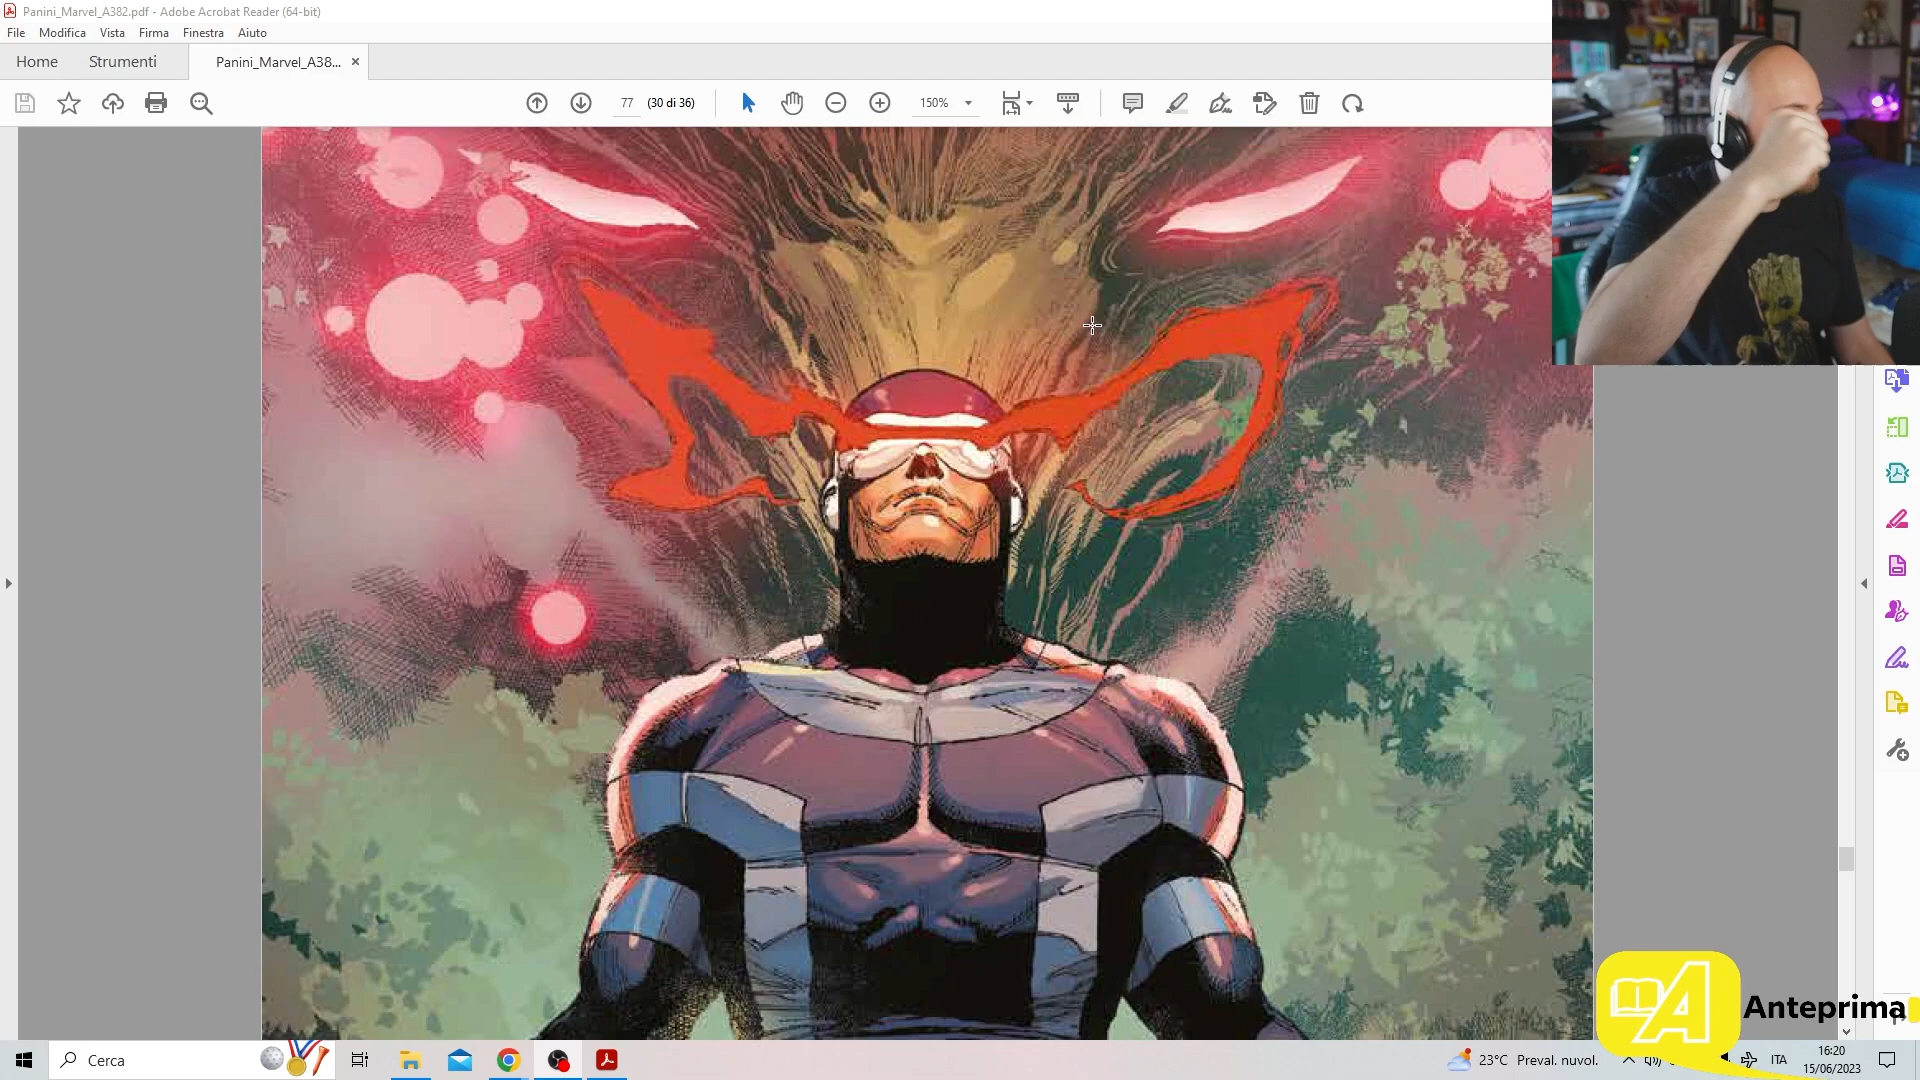 Panini_Marvel_A382.pdf - Adobe Acrobat Reader (64-bit)
File Modifica Vista Firma Finestra Aiuto
Home Strumenti Panini_Marvel_A38... ×
77 (30 di 36) 150%
Anteprima
Cerca 23°C Preval. nuvol. ITA 16:20
15/06/2023